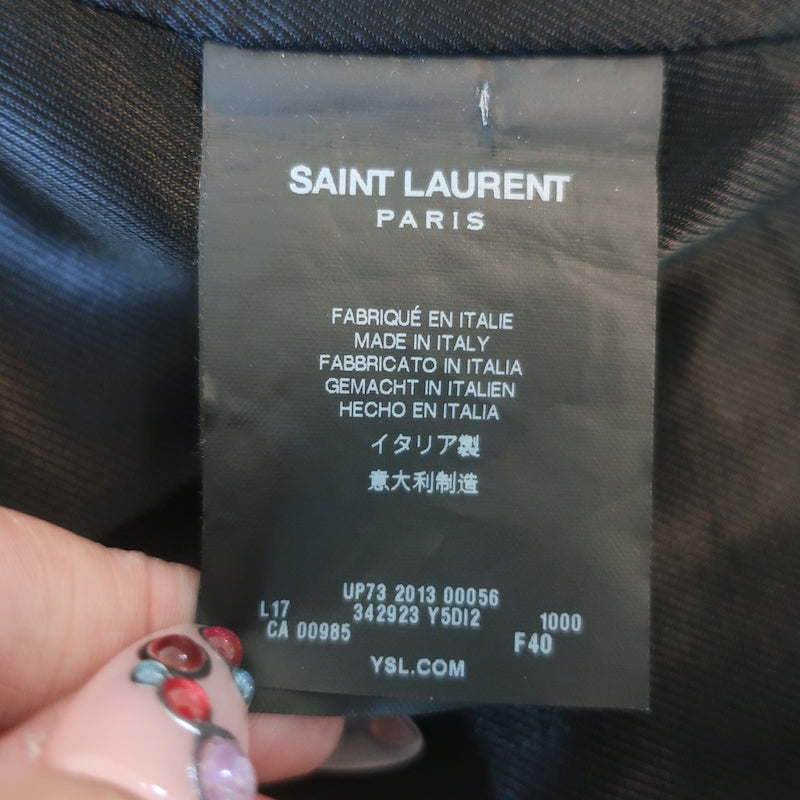 SAINT LAURENT
PARIS
FABRIQUÉ EN ITALIE
MADE IN ITALY
FABBRICATO IN ITALIA
GEMACHT IN ITALIEN
HECHO EN ITALIA
イタリア製
意大利制造
UP73 2013 00056
L17 342923 Y5DI2 1000
CA 00985 F40
YSL.COM